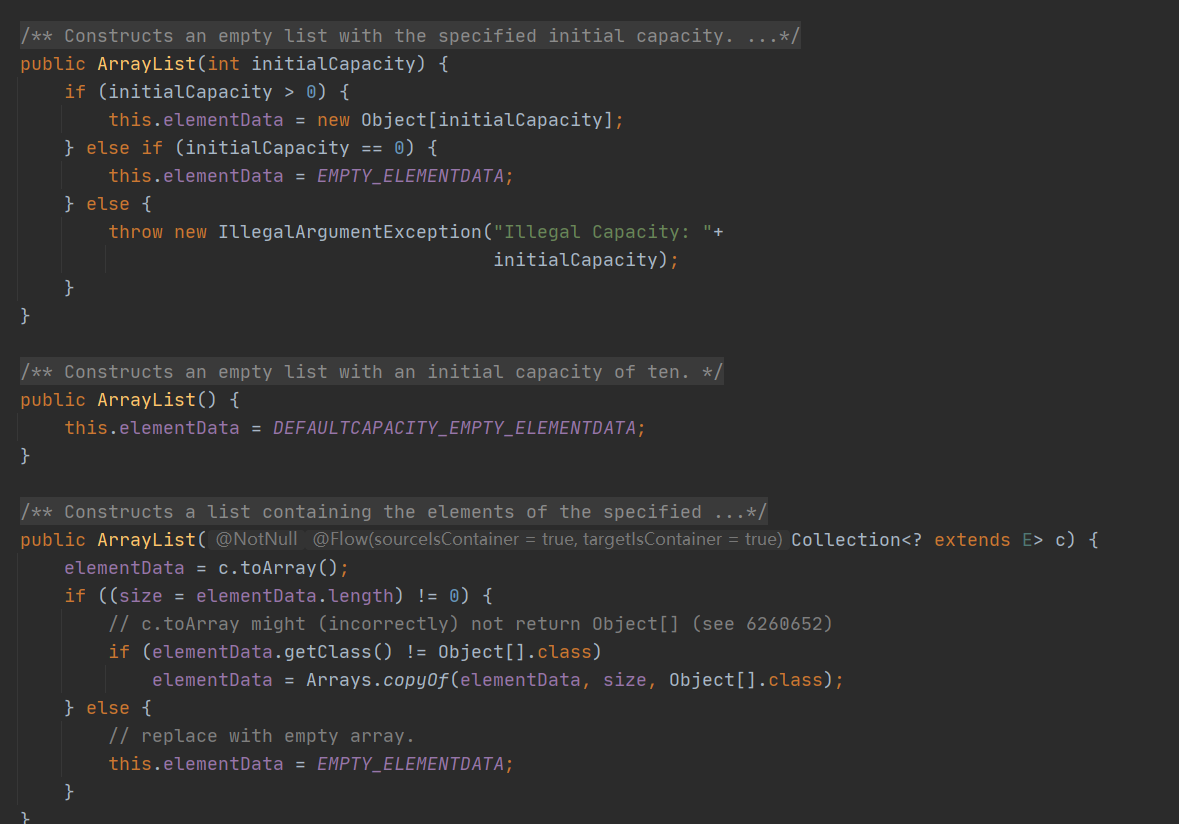 /** Constructs an empty list with the specified initial capacity. ...*/
public ArrayList(int initialCapacity) {
    if (initialCapacity > 0) {
        this.elementData = new Object[initialCapacity];
    } else if (initialCapacity == 0) {
        this.elementData = EMPTY_ELEMENTDATA;
    } else {
        throw new IllegalArgumentException("Illegal Capacity: "+
                                           initialCapacity);
    }
}

/** Constructs an empty list with an initial capacity of ten. */
public ArrayList() {
    this.elementData = DEFAULTCAPACITY_EMPTY_ELEMENTDATA;
}

/** Constructs a list containing the elements of the specified ...*/
public ArrayList( @NotNull @Flow(sourceIsContainer = true, targetIsContainer = true) Collection<? extends E> c) {
    elementData = c.toArray();
    if ((size = elementData.length) != 0) {
        // c.toArray might (incorrectly) not return Object[] (see 6260652)
        if (elementData.getClass() != Object[].class)
            elementData = Arrays.copyOf(elementData, size, Object[].class);
    } else {
        // replace with empty array.
        this.elementData = EMPTY_ELEMENTDATA;
    }
}